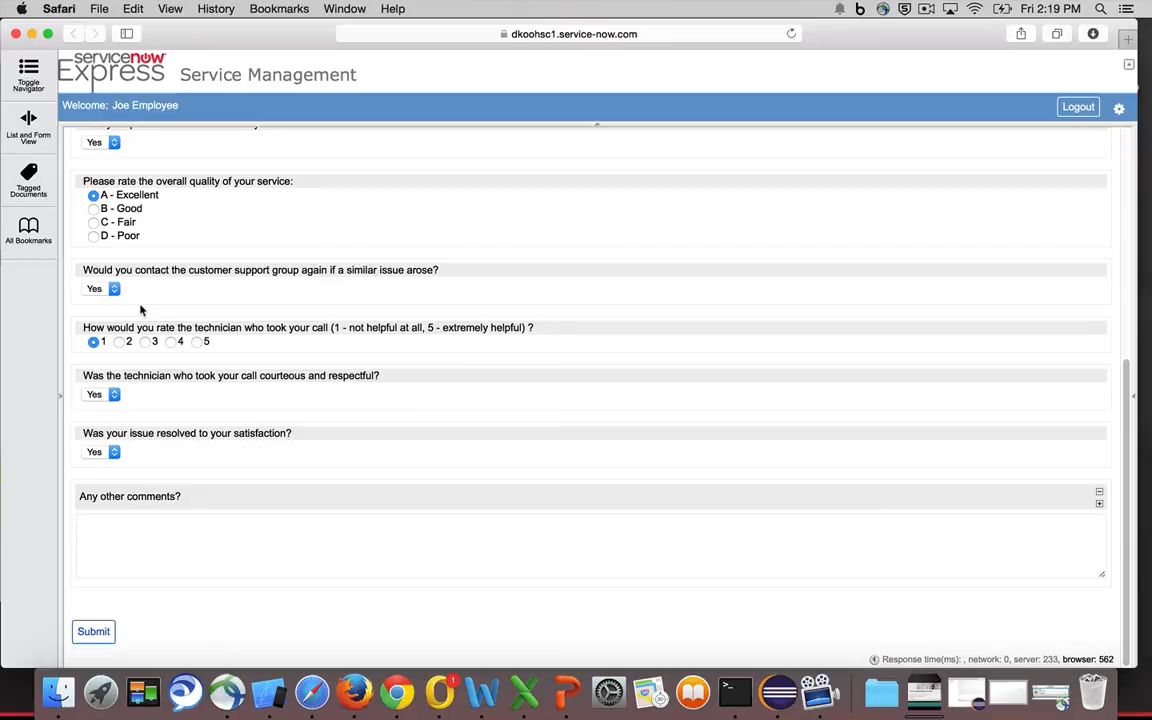 Safari File Edit View History Bookmarks Window Help Fri 2:19 PM
dkoohsc1.service-now.com
Toggle
Navigator
List and Form
View
Tagged
Documents
All Bookmarks
servicenow
Express
Service Management
Welcome: Joe Employee
Logout
Yes
Please rate the overall quality of your service:
A - Excellent
B - Good
C - Fair
D - Poor
Would you contact the customer support group again if a similar issue arose?
Yes
How would you rate the technician who took your call (1 - not helpful at all, 5 - extremely helpful) ?
1 2 3 4 5
Was the technician who took your call courteous and respectful?
Yes
Was your issue resolved to your satisfaction?
Yes
Any other comments?
Submit
Response time(ms): , network: 0, server: 233, browser: 562